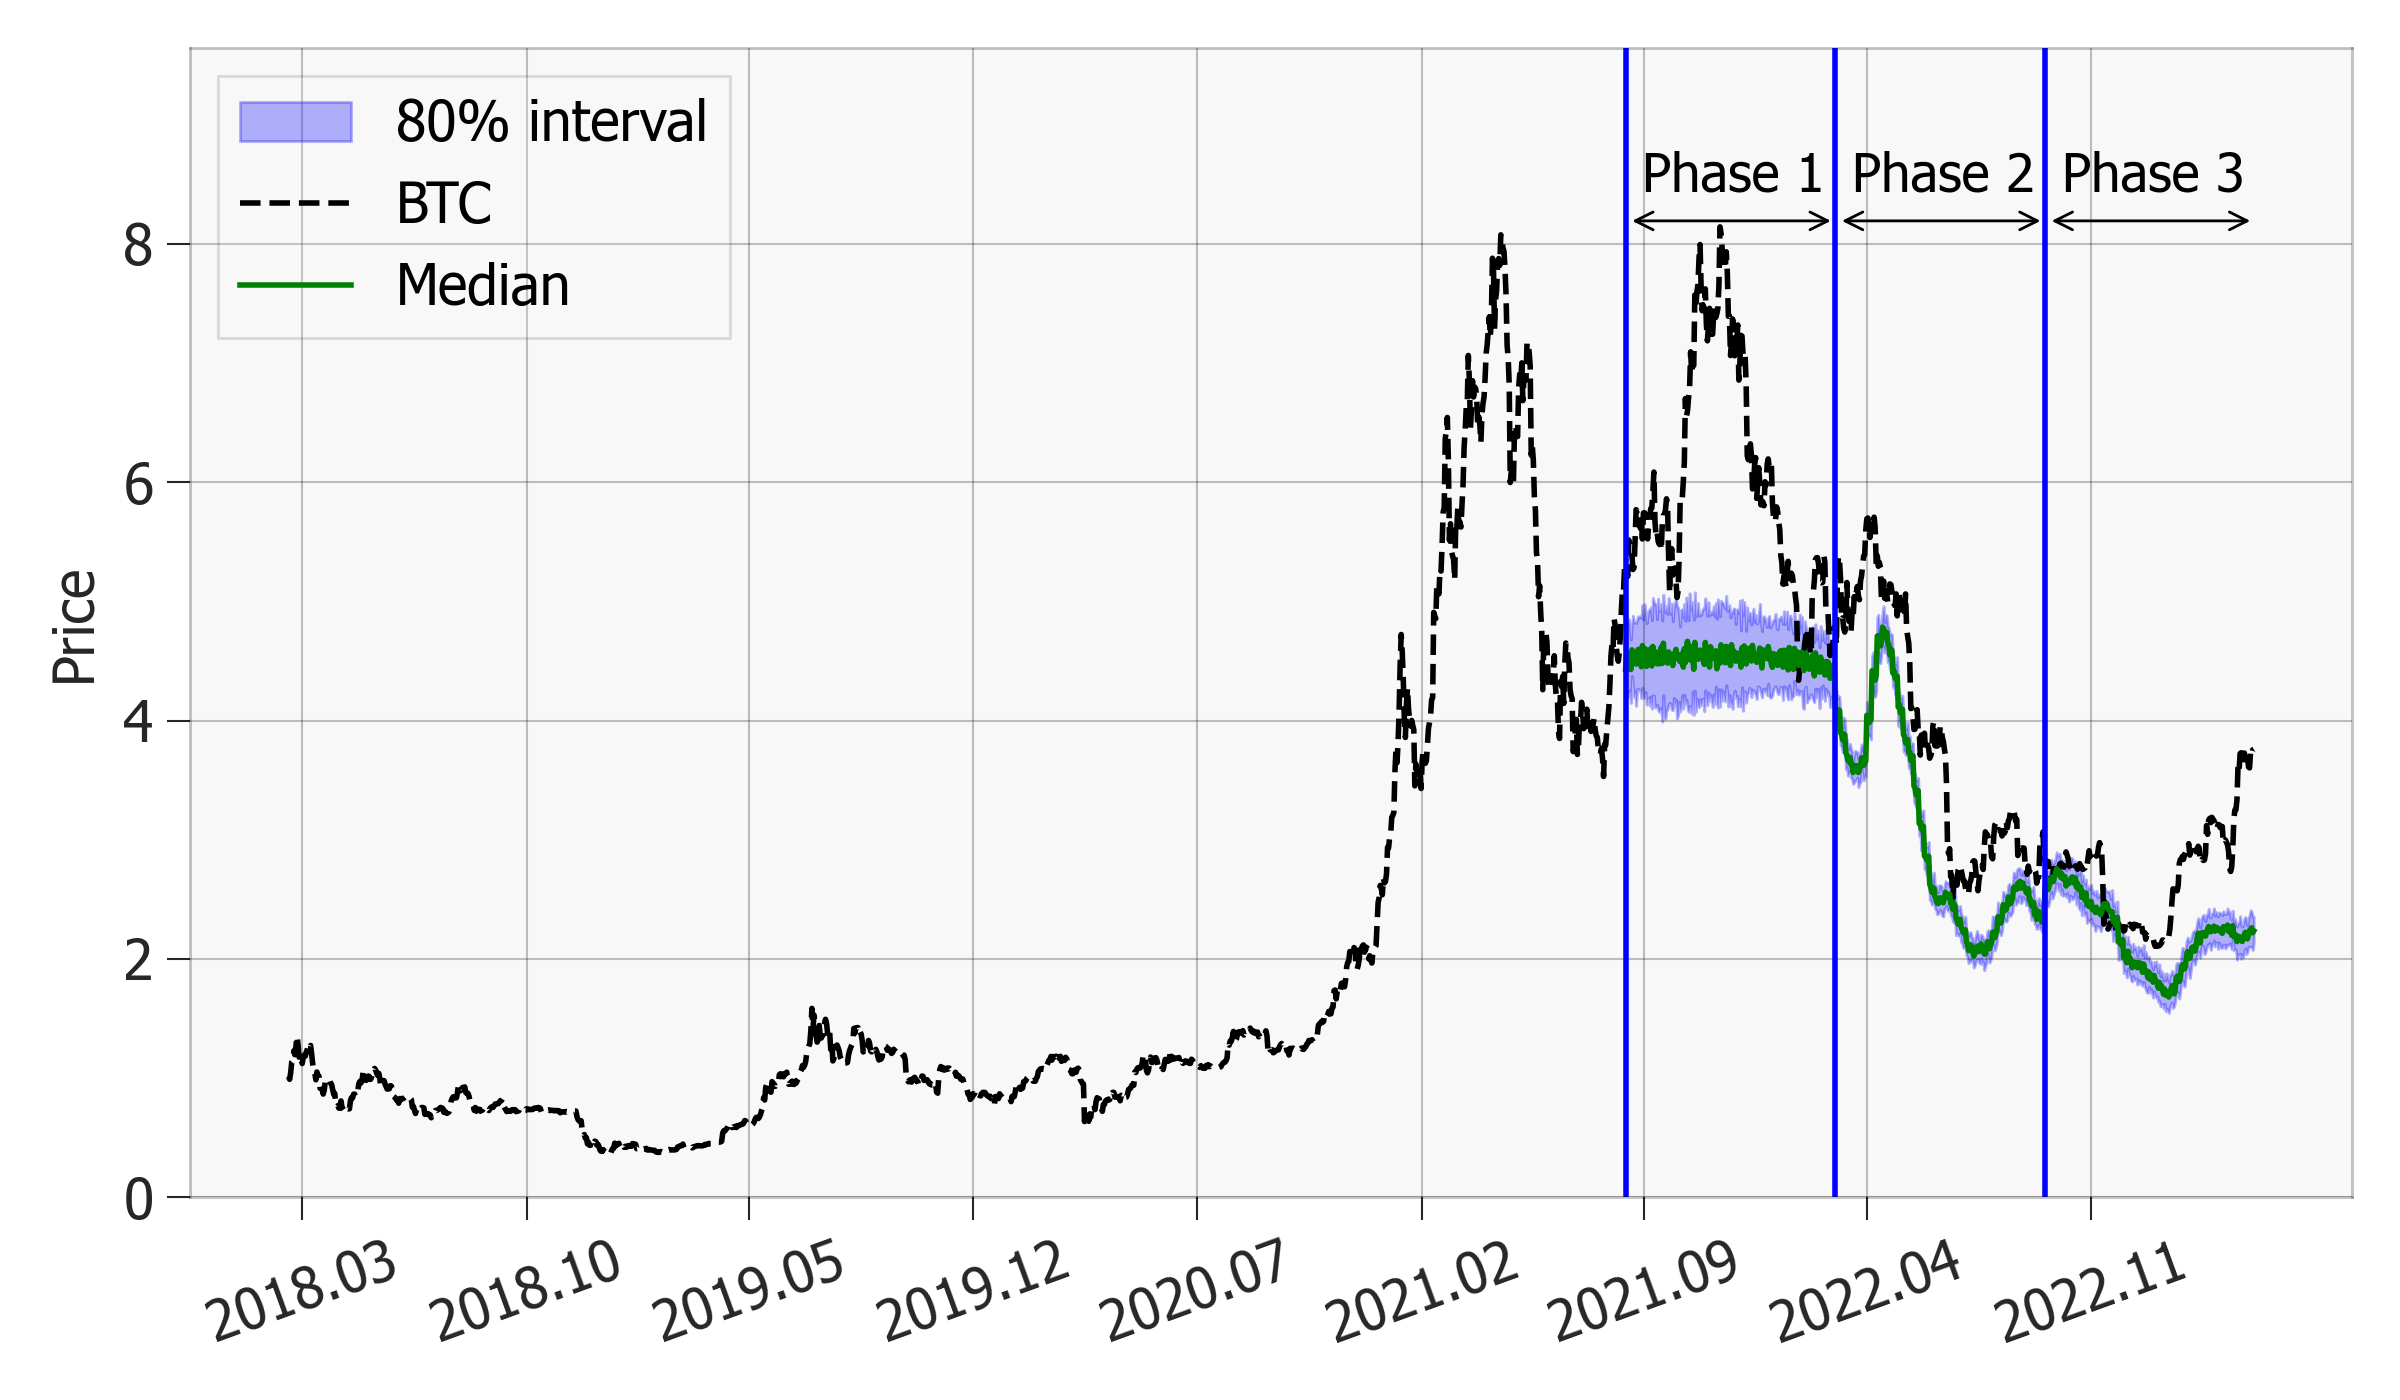 80% interval
BTC
Median
Phase 1
Phase 2
Phase 3
Price
8
6
4
2
0
2018.03
2018.10
2019.05
2019.12
2020.07
2021.02
2021.09
2022.04
2022.11